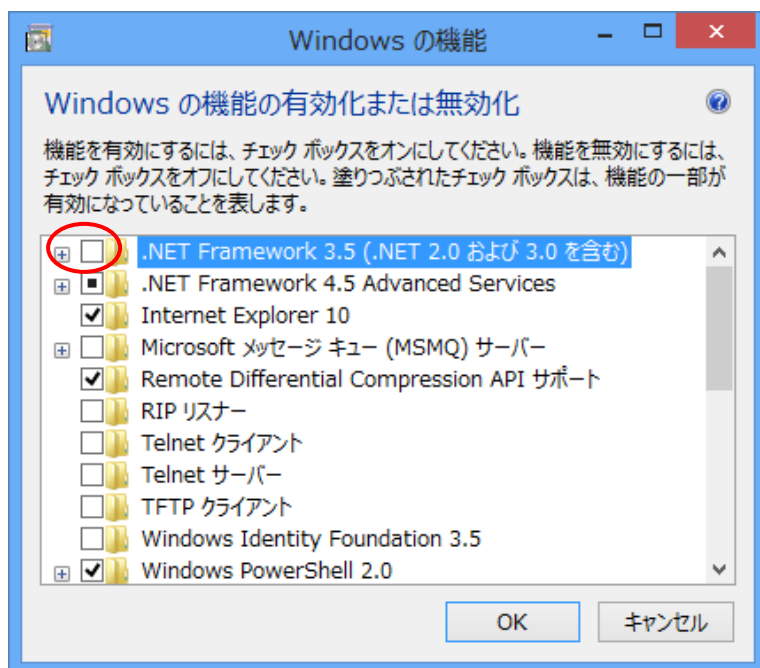 Windows の機能
Windows の機能の有効化または無効化
機能を有効にするには、チェック ボックスをオンにしてください。機能を無効にするには、
チェック ボックスをオフにしてください。塗りつぶされたチェック ボックスは、機能の一部が
有効になっていることを表します。
.NET Framework 3.5 (.NET 2.0 および 3.0 を含む)
.NET Framework 4.5 Advanced Services
Internet Explorer 10
Microsoft メッセージ キュー (MSMQ) サーバー
Remote Differential Compression API サポート
RIP リスナー
Telnet クライアント
Telnet サーバー
TFTP クライアント
Windows Identity Foundation 3.5
Windows PowerShell 2.0
OK キャンセル